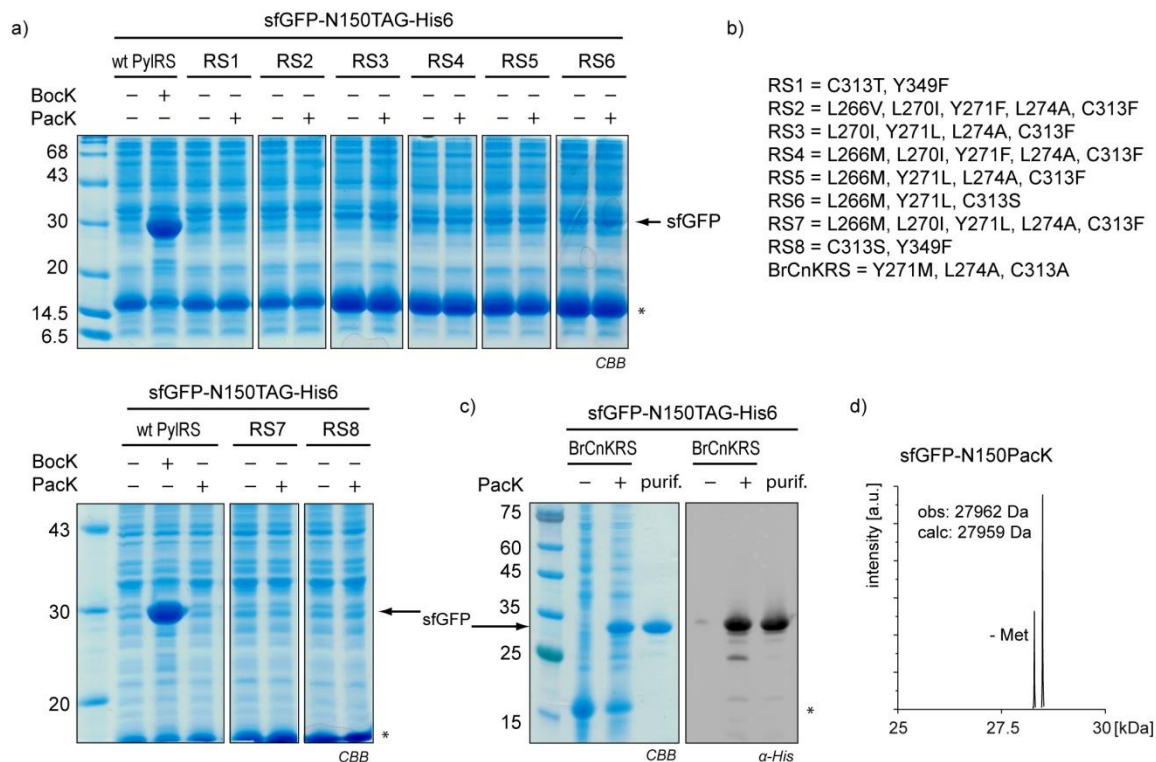 a)
sfGFP-N150TAG-His6
wt PylRS RS1 RS2 RS3 RS4 RS5 RS6
BocK – + – – – – – – – – – – – –
PacK – – – + – + – + – + – + – +
68
43
30
20
14.5
6.5
sfGFP
*
CBB
b)
RS1 = C313T, Y349F
RS2 = L266V, L270I, Y271F, L274A, C313F
RS3 = L270I, Y271L, L274A, C313F
RS4 = L266M, L270I, Y271F, L274A, C313F
RS5 = L266M, Y271L, L274A, C313F
RS6 = L266M, Y271L, C313S
RS7 = L266M, L270I, Y271L, L274A, C313F
RS8 = C313S, Y349F
BrCnKRS = Y271M, L274A, C313A
sfGFP-N150TAG-His6
wt PylRS RS7 RS8
BocK – + – – – – –
PacK – – + – + – +
43
30
20
sfGFP
*
CBB
c)
sfGFP-N150TAG-His6
BrCnKRS BrCnKRS
PacK – + purif. – + purif.
75
60
45
35
25
15
*
CBB
α-His
d)
sfGFP-N150PacK
intensity [a.u.]
obs: 27962 Da
calc: 27959 Da
- Met
25 27.5 30 [kDa]